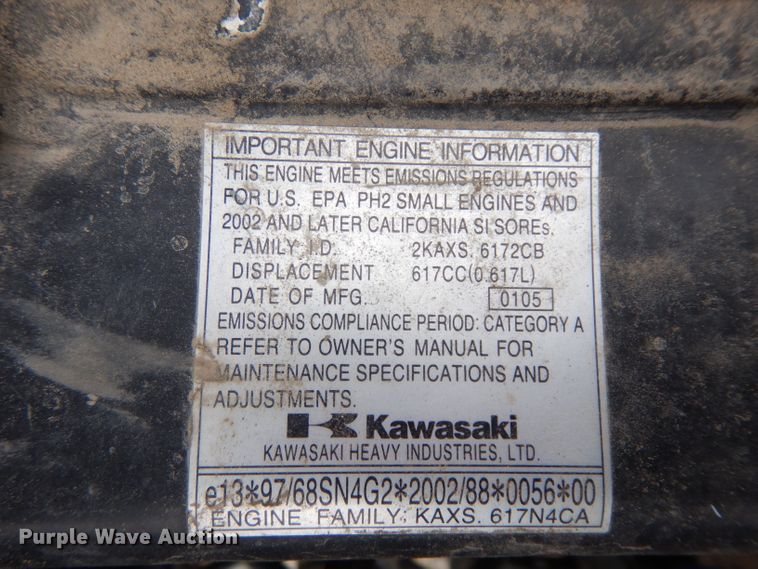 IMPORTANT ENGINE INFORMATION
THIS ENGINE MEETS EMISSIONS REGULATIONS
FOR U.S. EPA PH2 SMALL ENGINES AND
2002 AND LATER CALIFORNIA SI SOREs.
FAMILY I.D. 2KAXS. 6172CB
DISPLACEMENT 617CC(0.617L)
DATE OF MFG. 0105
EMISSIONS COMPLIANCE PERIOD: CATEGORY A
REFER TO OWNER'S MANUAL FOR
MAINTENANCE SPECIFICATIONS AND
ADJUSTMENTS.
Kawasaki
KAWASAKI HEAVY INDUSTRIES, LTD.
e13*97/68SN4G2*2002/88*0056*00
ENGINE FAMILY: KAXS. 617N4CA
Purple Wave Auction